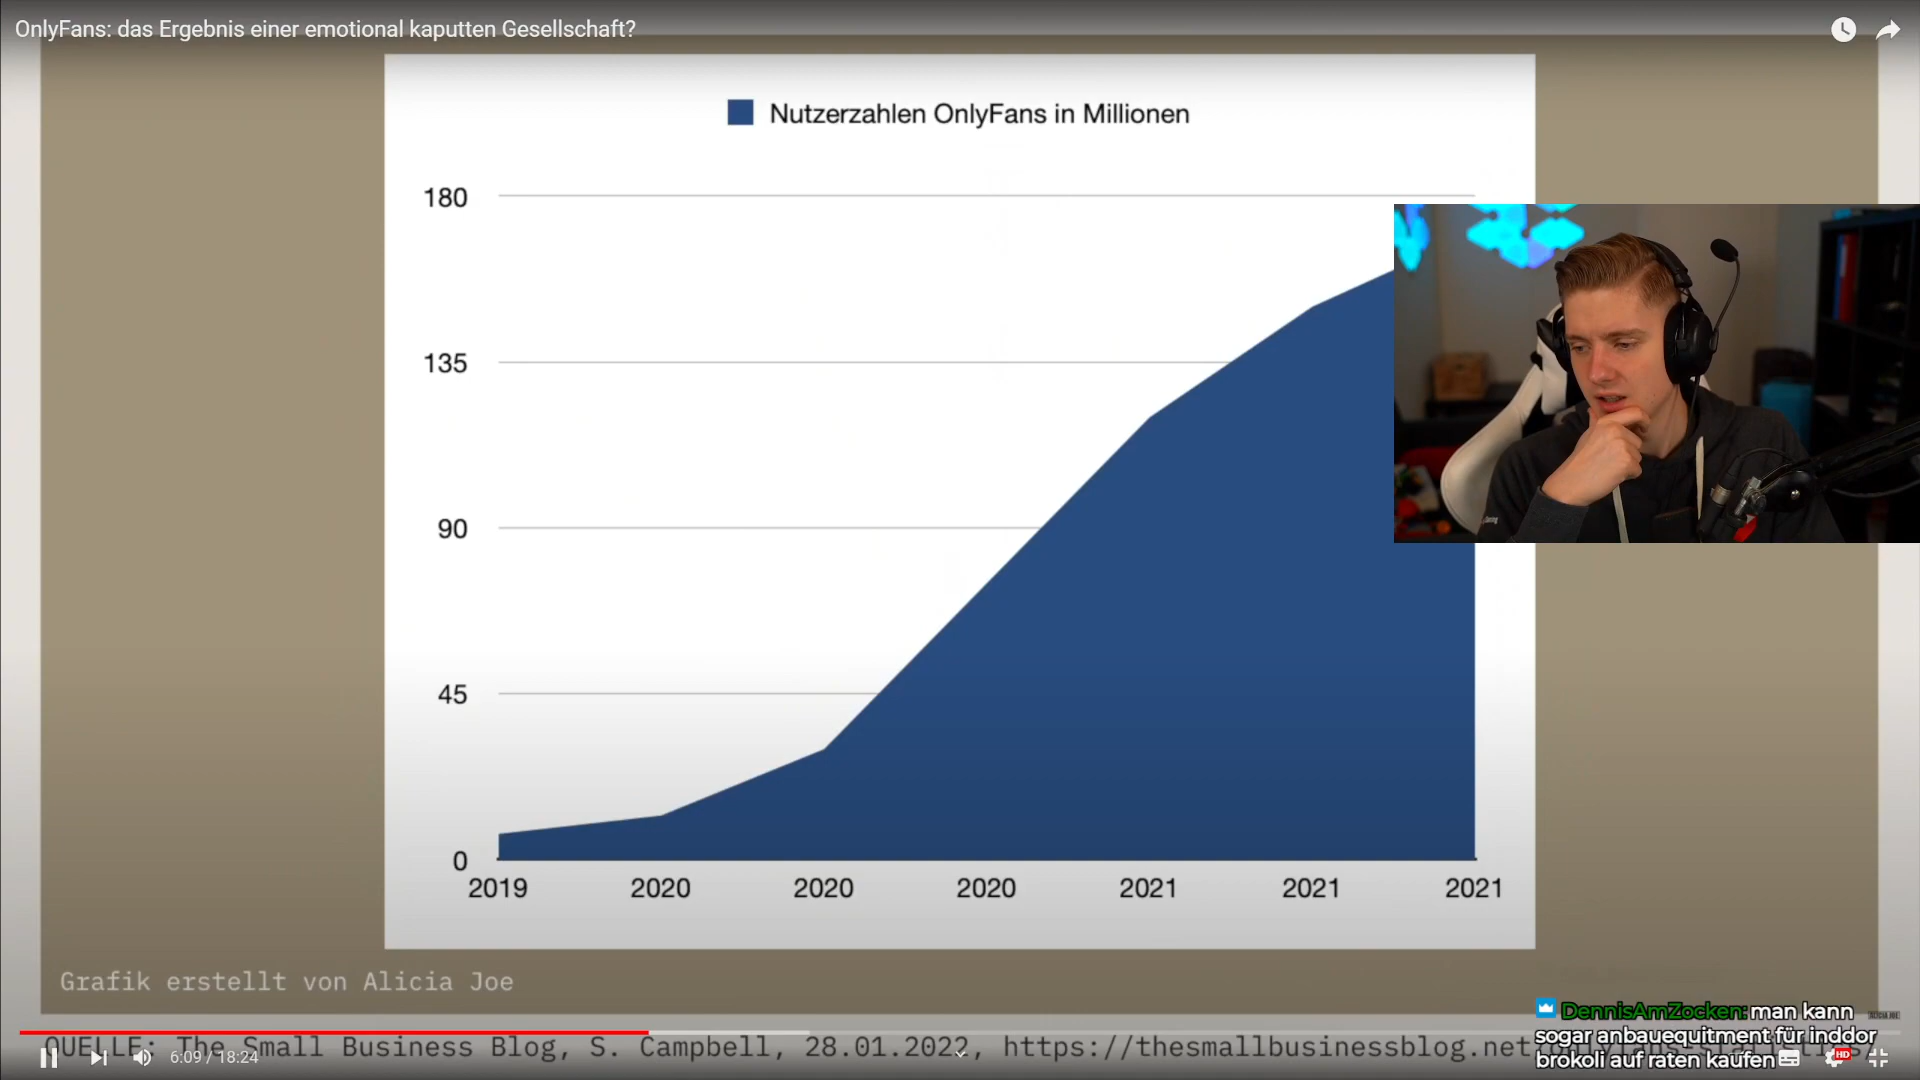 OnlyFans: das Ergebnis einer emotional kaputten Gesellschaft?
Nutzerzahlen OnlyFans in Millionen
180
135
90
45
0
2019 2020 2020 2020 2021 2021 2021
Grafik erstellt von Alicia Joe
DennisAmZocken: man kann
sogar anbauequitment für inddor
brokoli auf raten kaufen
QUELLE: The Small Business Blog, S. Campbell, 28.01.2022, https://thesmallbusinessblog.net
6:09 / 18:24
HD